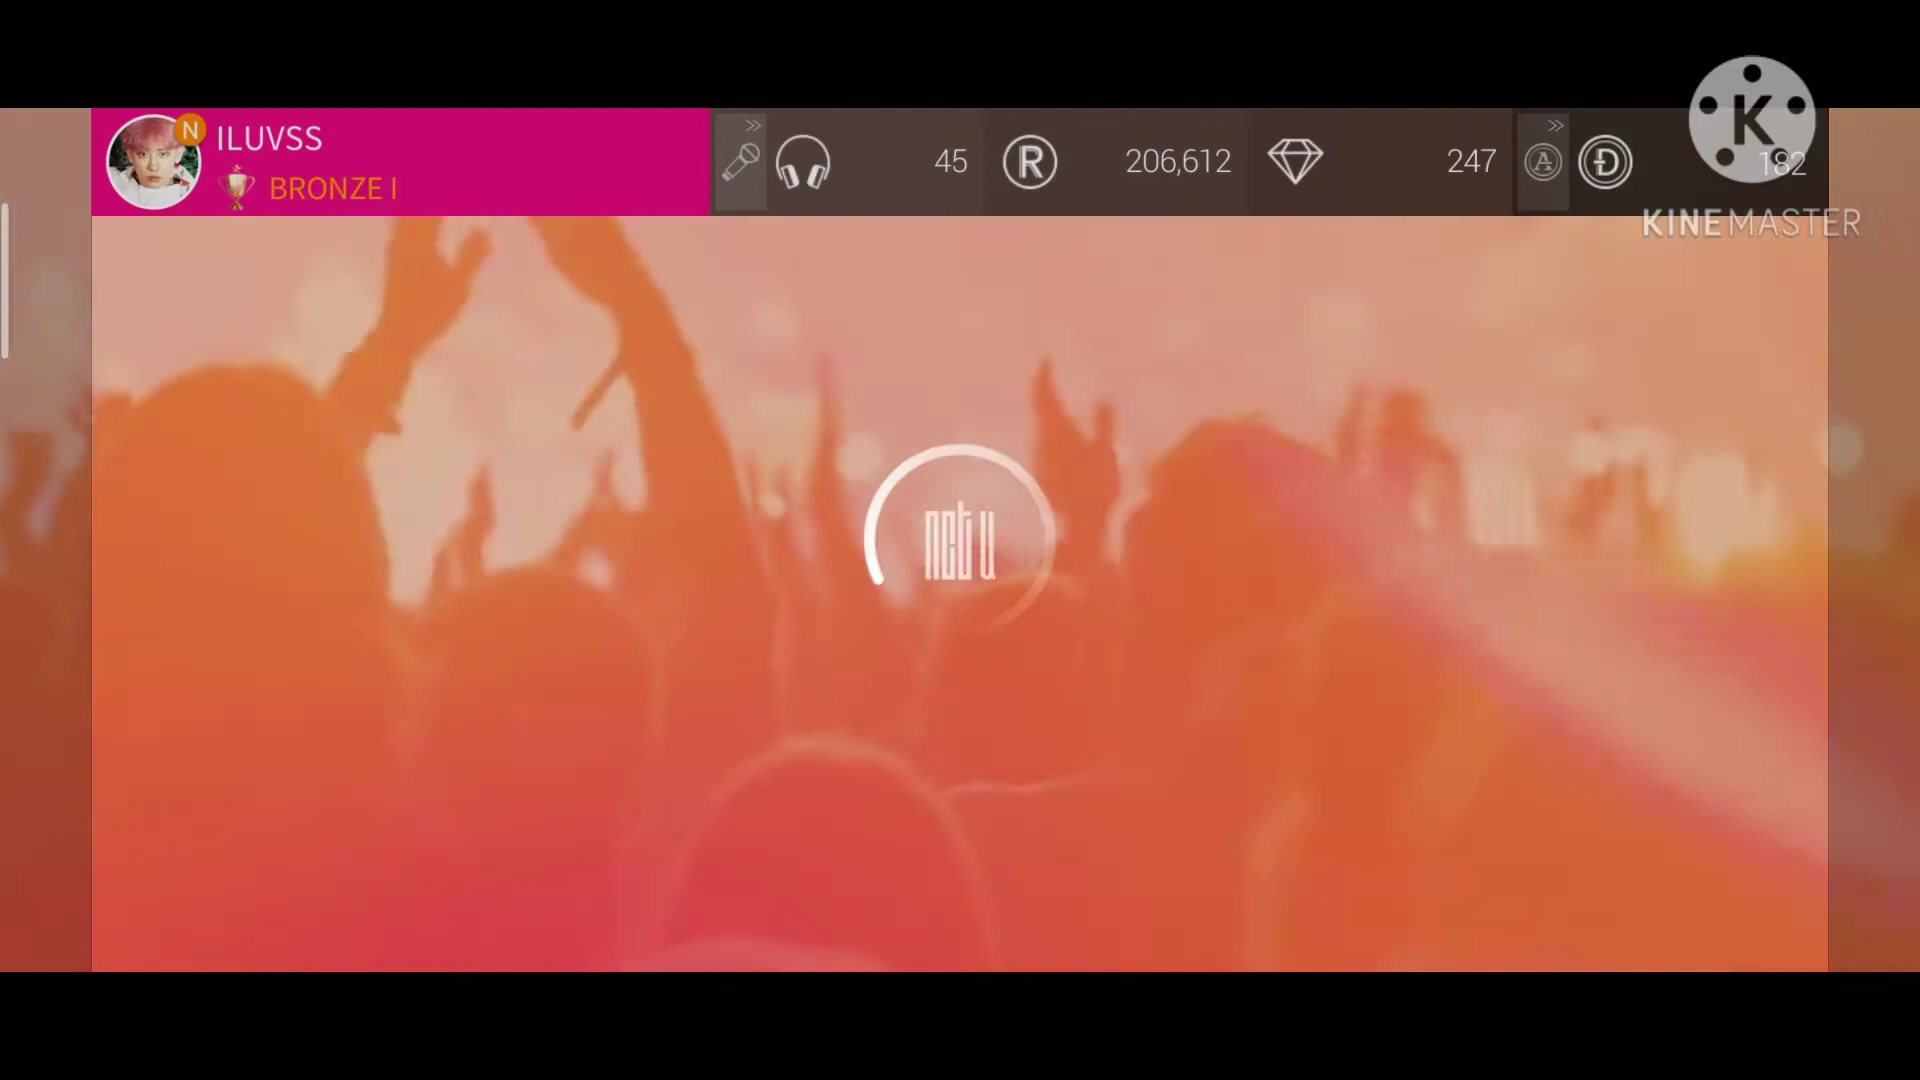 N ILUVSS
BRONZE I
45
R
206,612
247
A
D
182
K
KINEMASTER
nct u